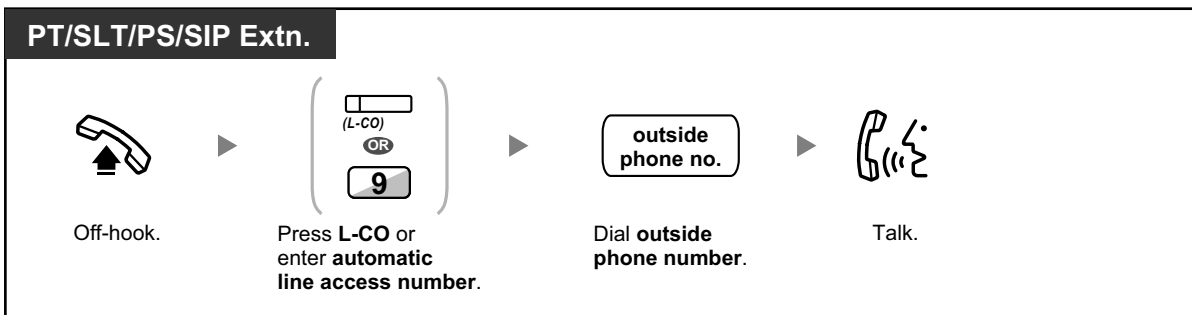 PT/SLT/PS/SIP Extn.
(L-CO)
OR
9
outside
phone no.
Off-hook.
Press L-CO or
enter automatic
line access number.
Dial outside
phone number.
Talk.